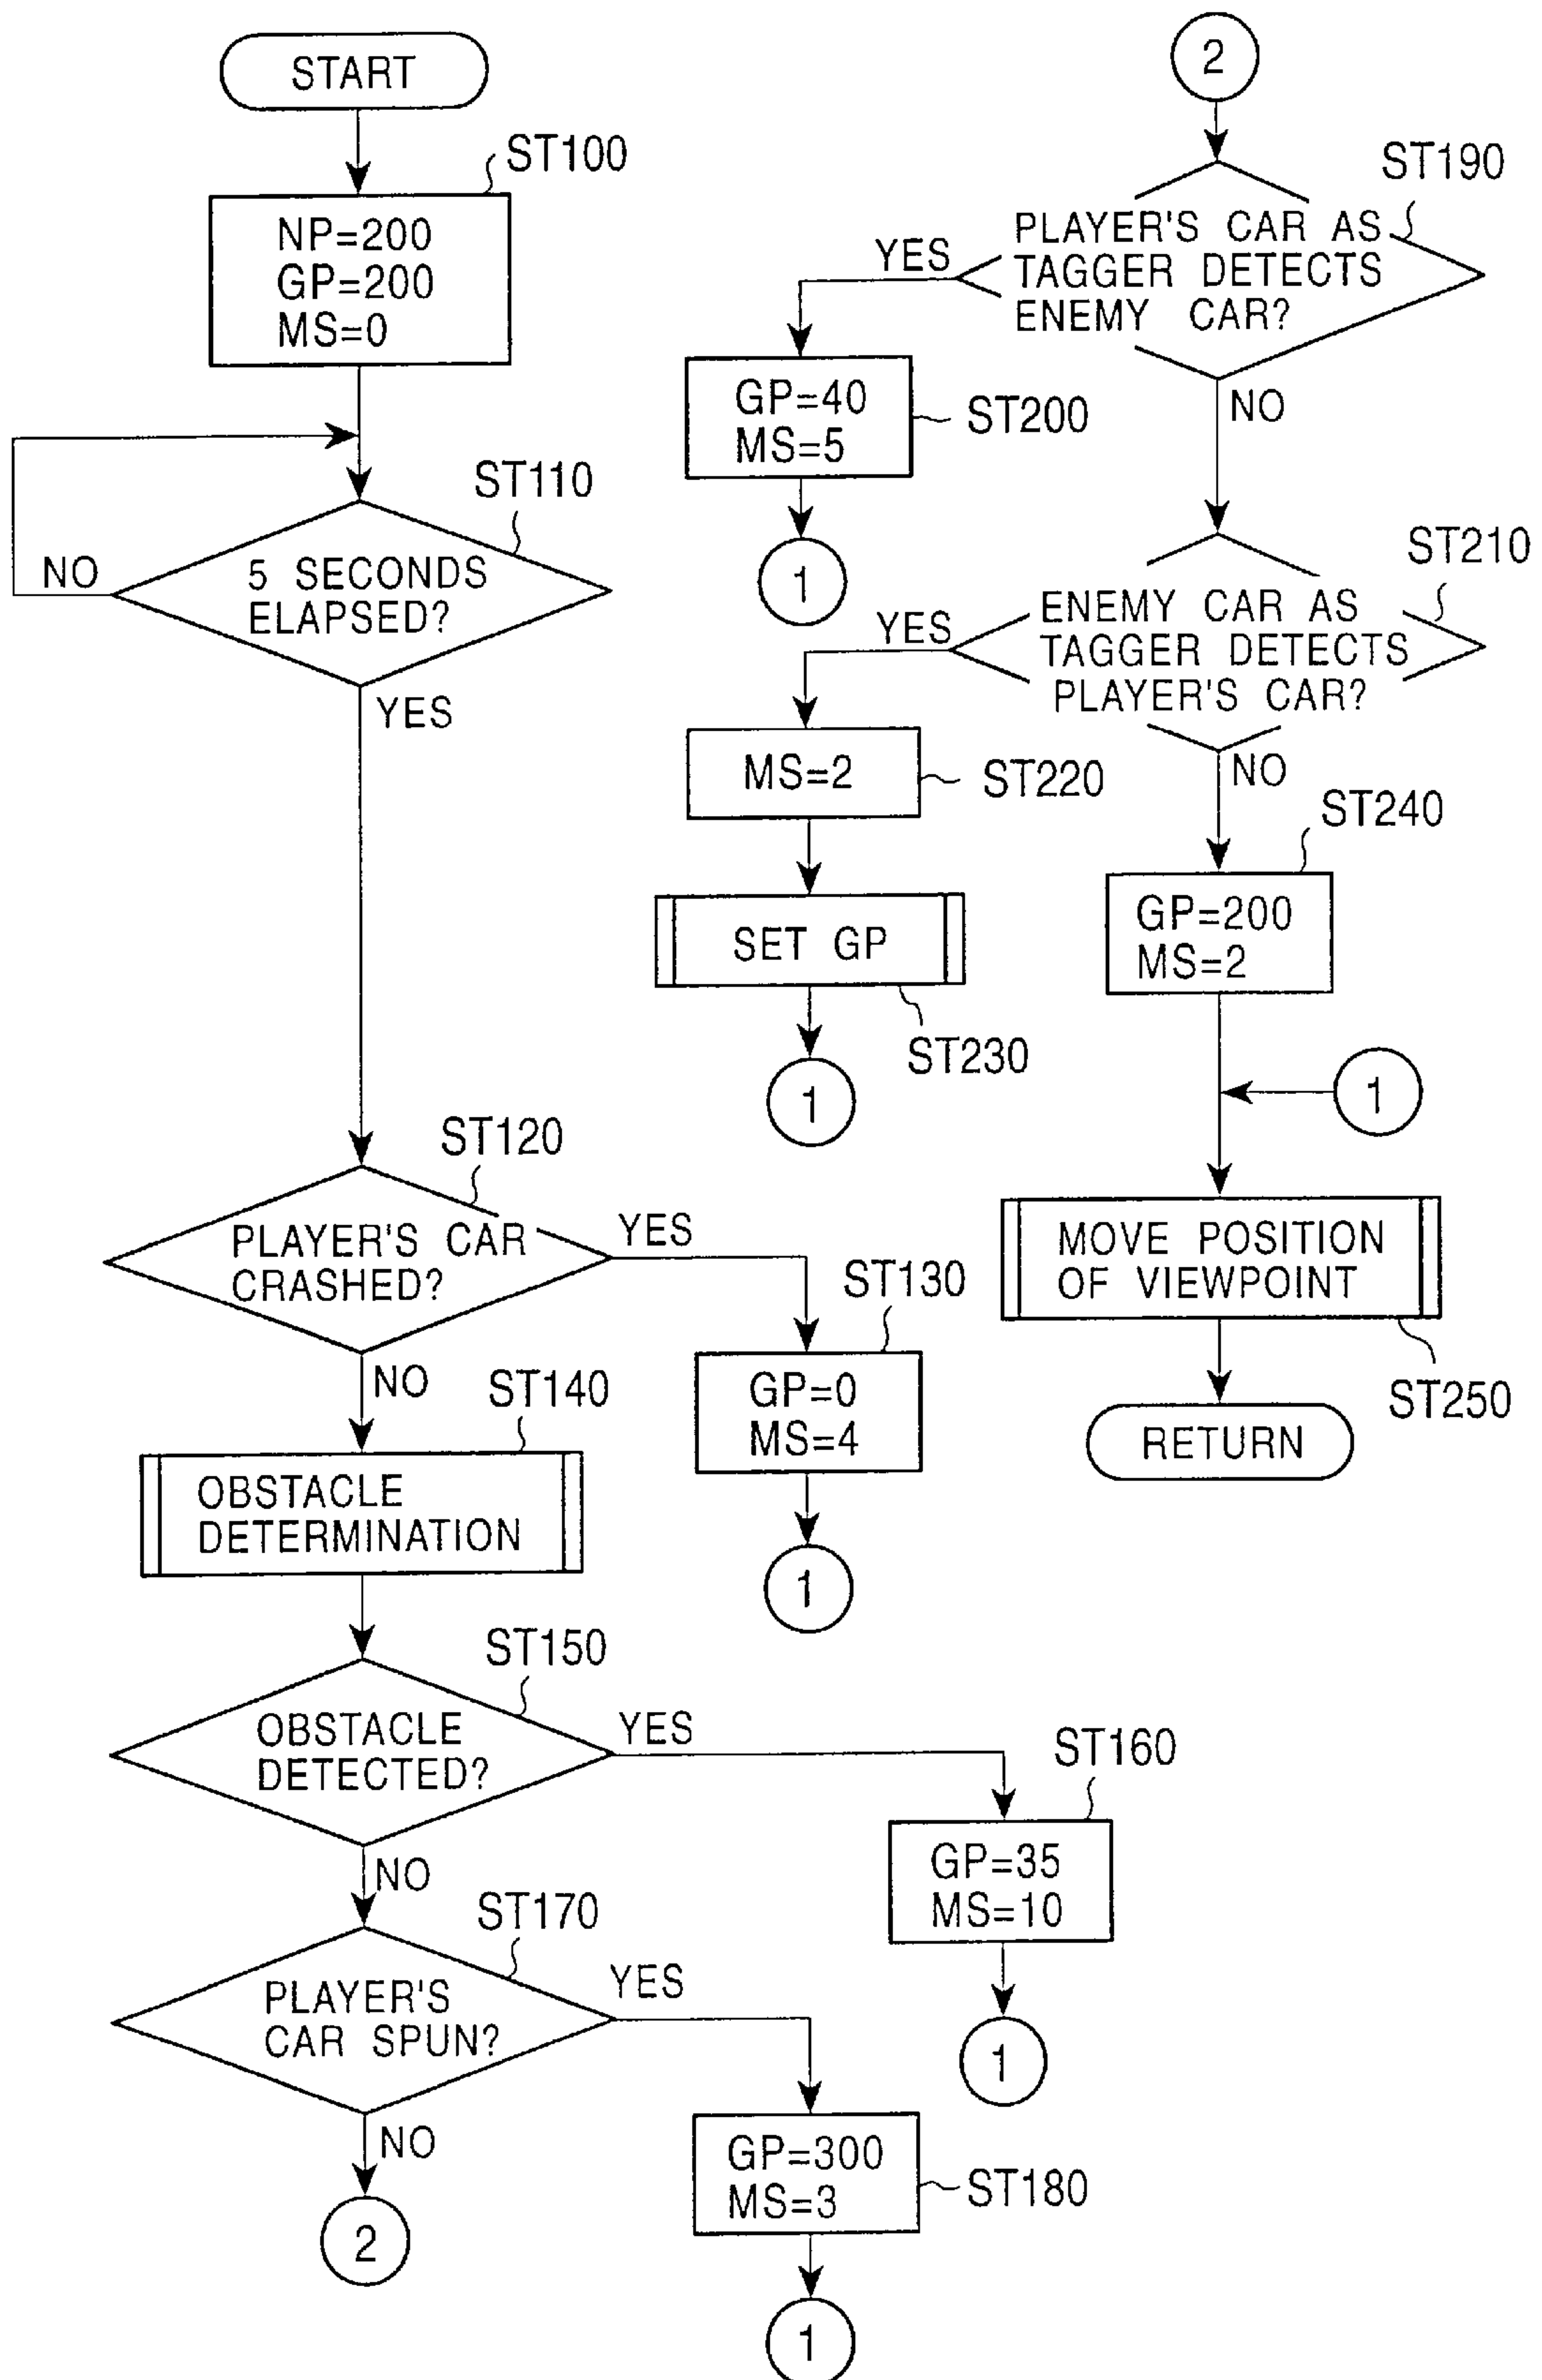 START
ST100
NP=200
GP=200
MS=0
ST110
5 SECONDS
ELAPSED?
NO
YES
ST120
PLAYER'S CAR
CRASHED?
YES
ST130
GP=0
MS=4
1
NO
ST140
OBSTACLE
DETERMINATION
ST150
OBSTACLE
DETECTED?
YES
ST160
GP=35
MS=10
1
NO
ST170
PLAYER'S
CAR SPUN?
YES
GP=300
MS=3
ST180
1
NO
2
2
ST190
PLAYER'S CAR AS
TAGGER DETECTS
ENEMY CAR?
YES
GP=40
MS=5
ST200
1
NO
ST210
ENEMY CAR AS
TAGGER DETECTS
PLAYER'S CAR?
YES
MS=2
ST220
SET GP
ST230
1
NO
ST240
GP=200
MS=2
1
MOVE POSITION
OF VIEWPOINT
ST250
RETURN